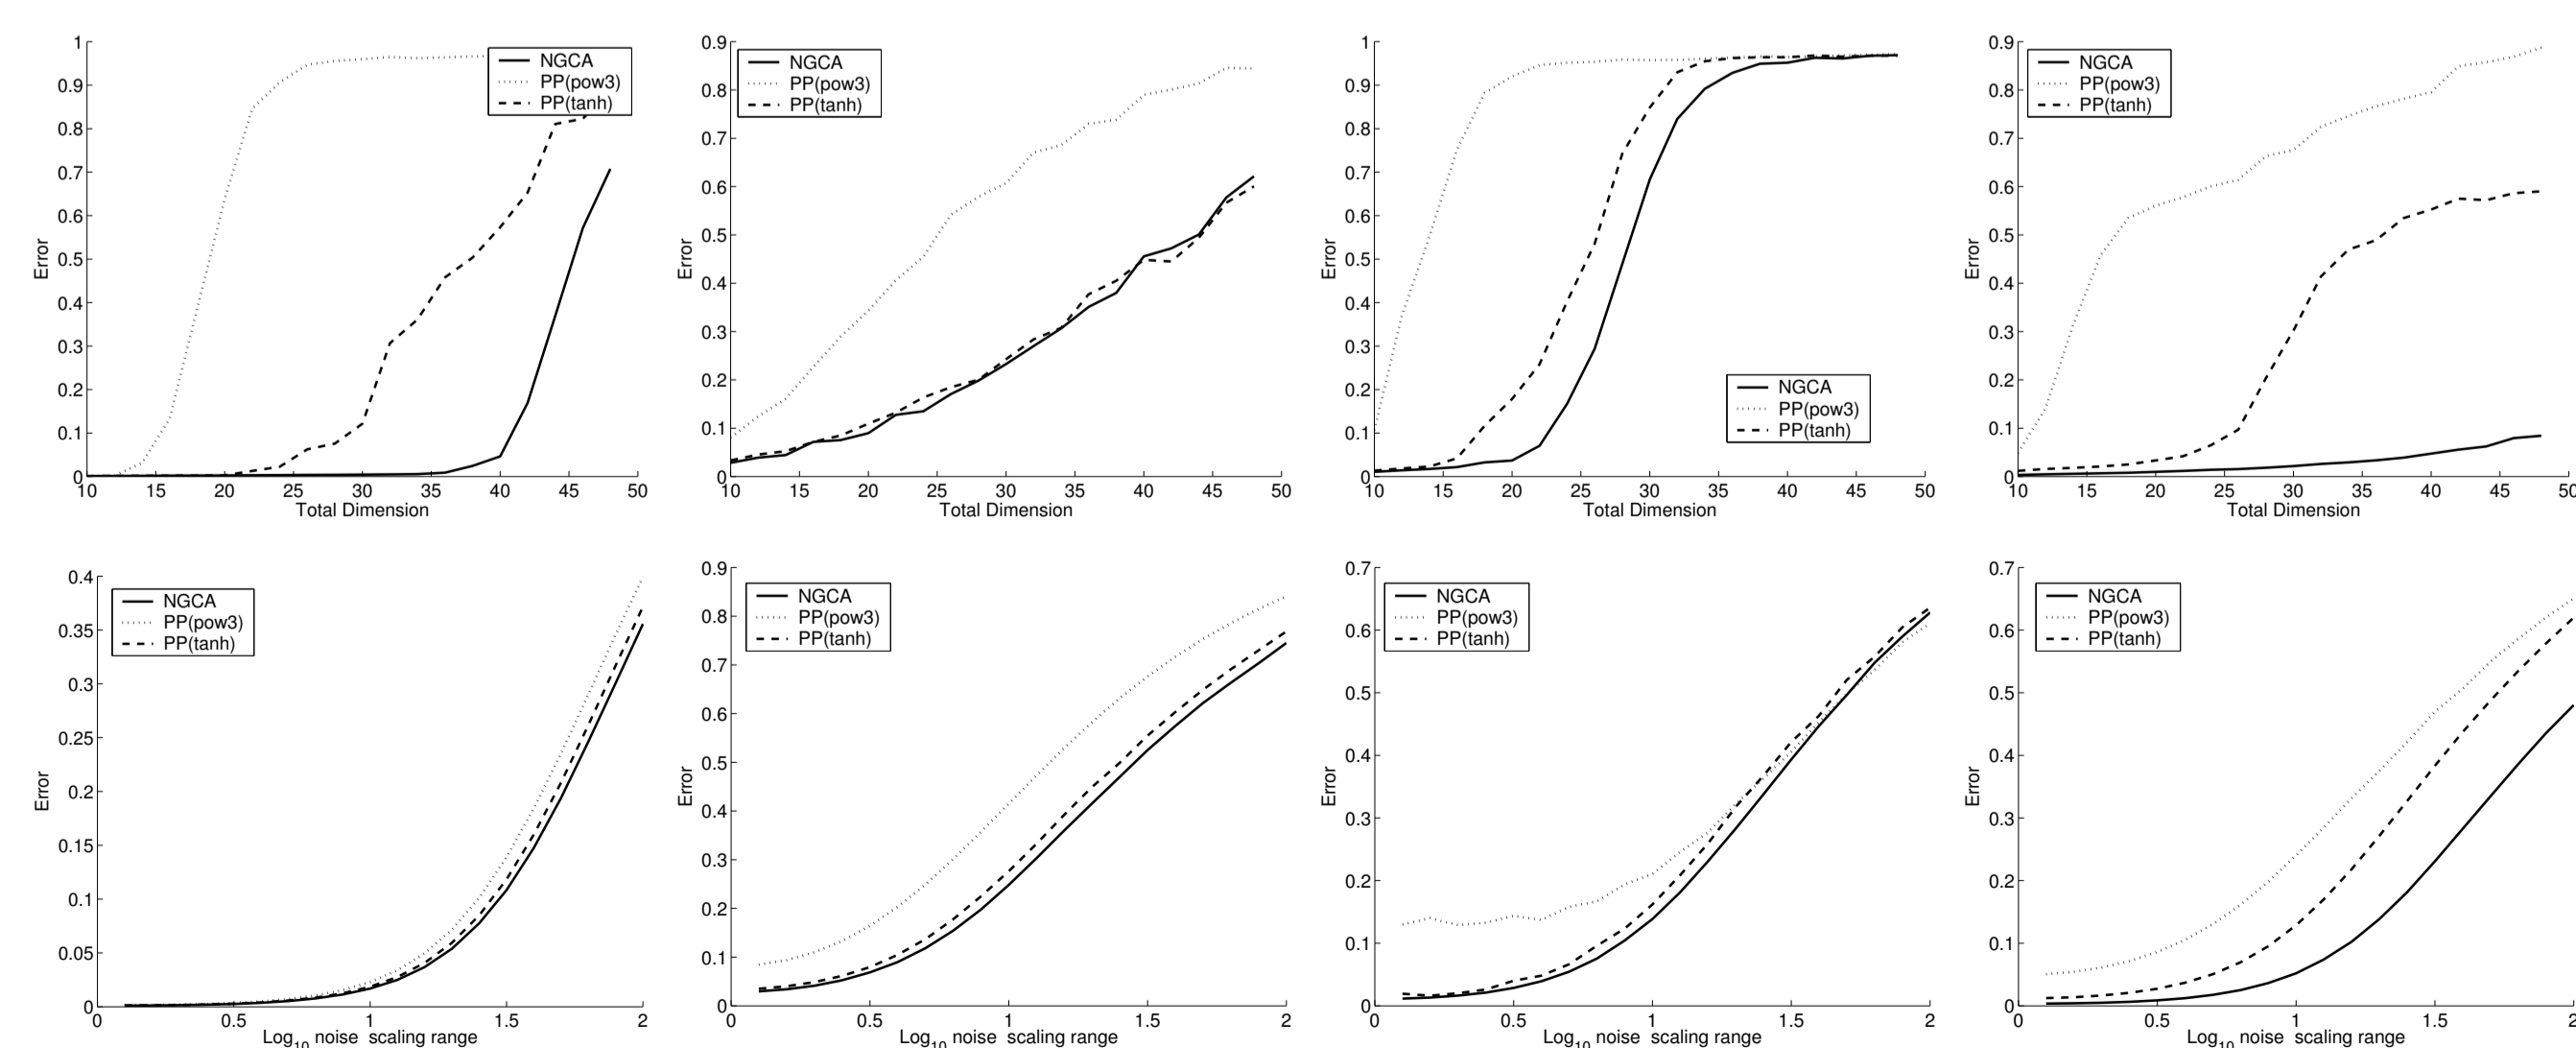 1
0.9
0.8
0.7
0.6
0.5
0.4
0.3
0.2
0.1
0
10 15 20 25 30 35 40 45 50
Total Dimension
Error
NGCA
PP(pow3)
PP(tanh)
0.9
0.8
0.7
0.6
0.5
0.4
0.3
0.2
0.1
0
10 15 20 25 30 35 40 45 50
Total Dimension
Error
NGCA
PP(pow3)
PP(tanh)
1
0.9
0.8
0.7
0.6
0.5
0.4
0.3
0.2
0.1
0
10 15 20 25 30 35 40 45 50
Total Dimension
Error
NGCA
PP(pow3)
PP(tanh)
0.9
0.8
0.7
0.6
0.5
0.4
0.3
0.2
0.1
0
10 15 20 25 30 35 40 45 50
Total Dimension
Error
NGCA
PP(pow3)
PP(tanh)
0.4
0.35
0.3
0.25
0.2
0.15
0.1
0.05
0
0 0.5 1 1.5 2
Log10 noise scaling range
Error
NGCA
PP(pow3)
PP(tanh)
0.9
0.8
0.7
0.6
0.5
0.4
0.3
0.2
0.1
0
0 0.5 1 1.5 2
Log10 noise scaling range
Error
NGCA
PP(pow3)
PP(tanh)
0.7
0.6
0.5
0.4
0.3
0.2
0.1
0
0 0.5 1 1.5 2
Log10 noise scaling range
Error
NGCA
PP(pow3)
PP(tanh)
0.7
0.6
0.5
0.4
0.3
0.2
0.1
0
0 0.5 1 1.5 2
Log10 noise scaling range
Error
NGCA
PP(pow3)
PP(tanh)